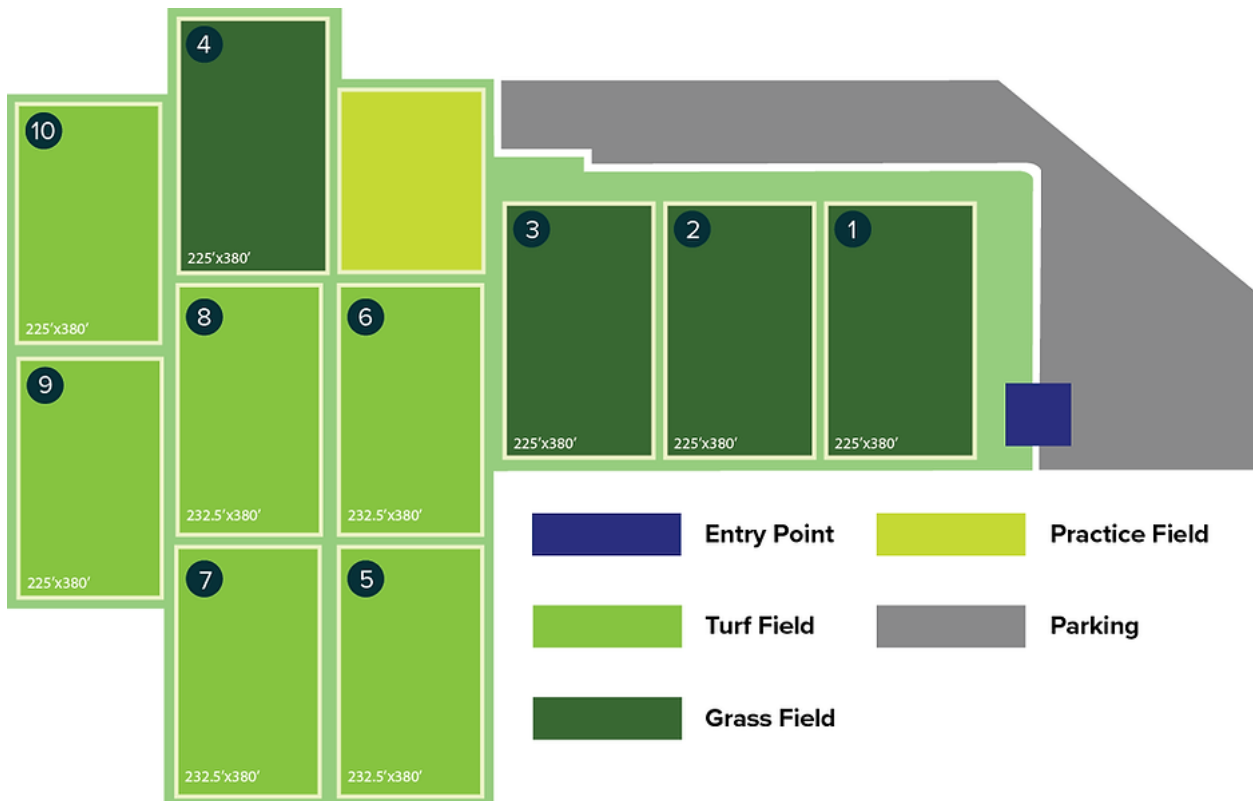 4
10
225'x380'
3
2
1
8
6
225'x380'
9
225'x380'
225'x380'
225'x380'
232.5'x380'
232.5'x380'
Entry Point
Practice Field
7
5
225'x380'
Turf Field
Parking
Grass Field
232.5'x380'
232.5'x380'